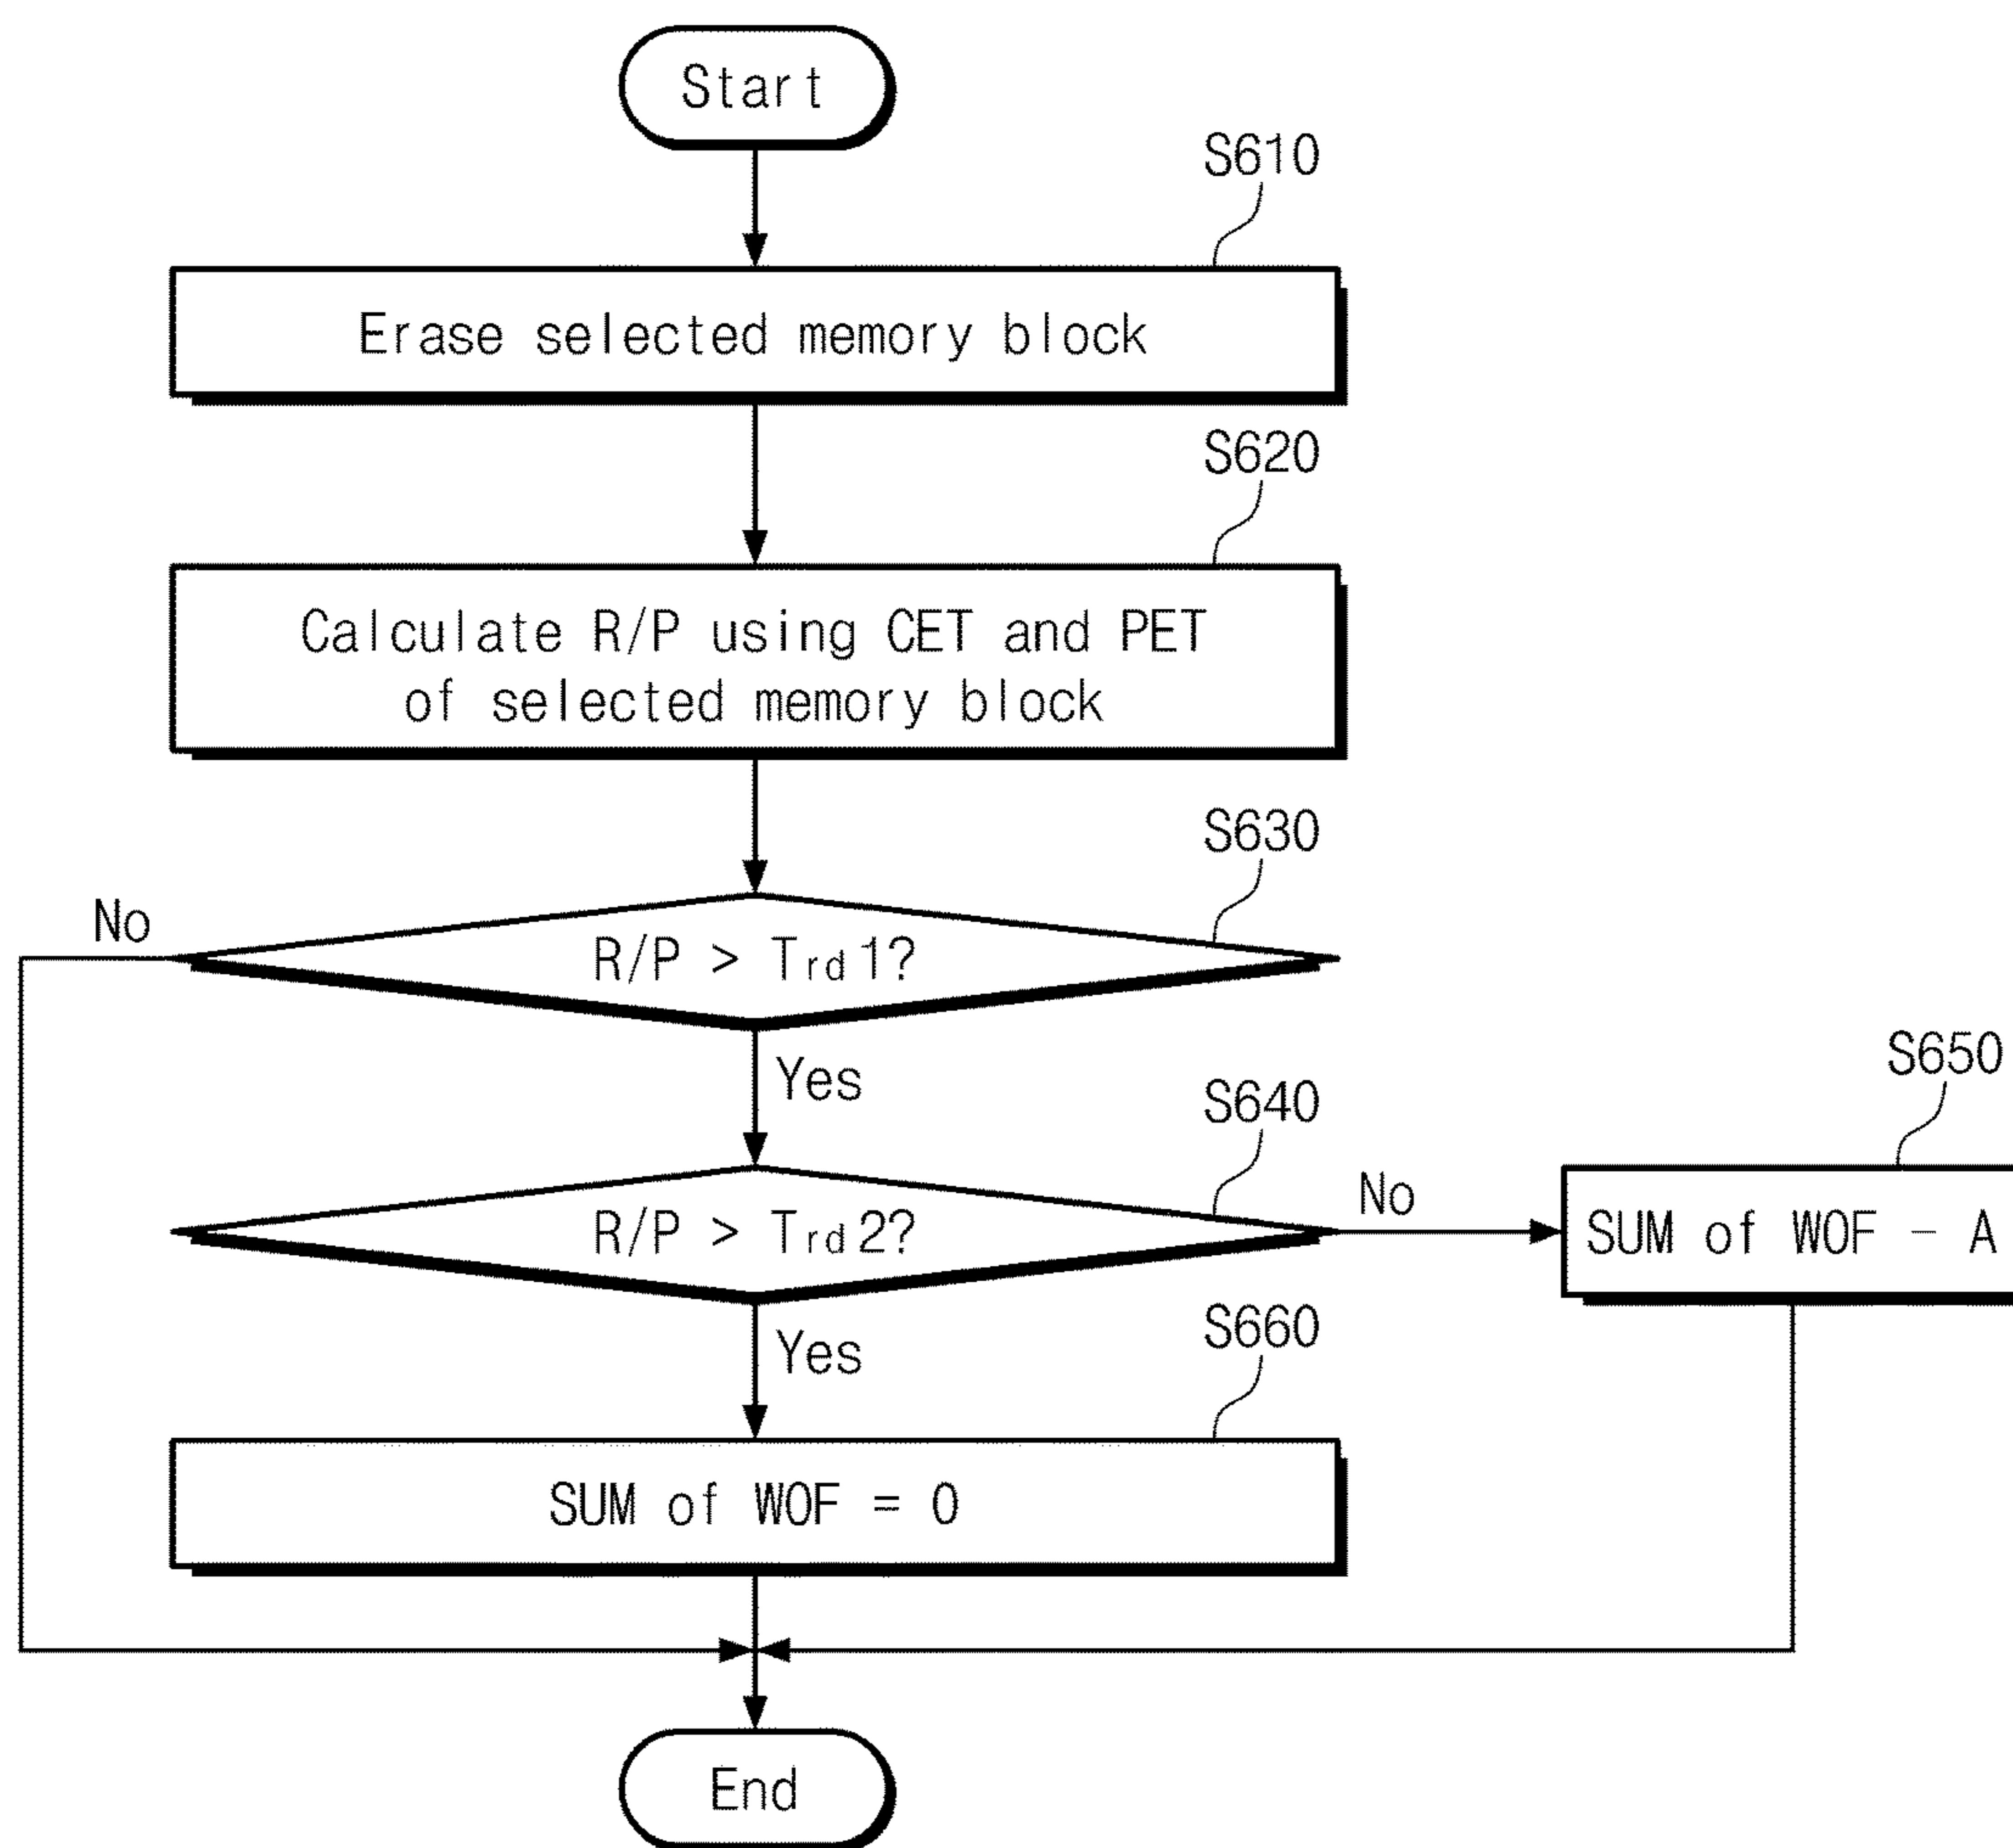 Start
S610
Erase selected memory block
S620
Calculate R/P using CET and PET
of selected memory block
S630
No
R/P > Trd1?
Yes
S640
S650
R/P > Trd2?
No
SUM of WOF - A
Yes
S660
SUM of WOF = 0
End